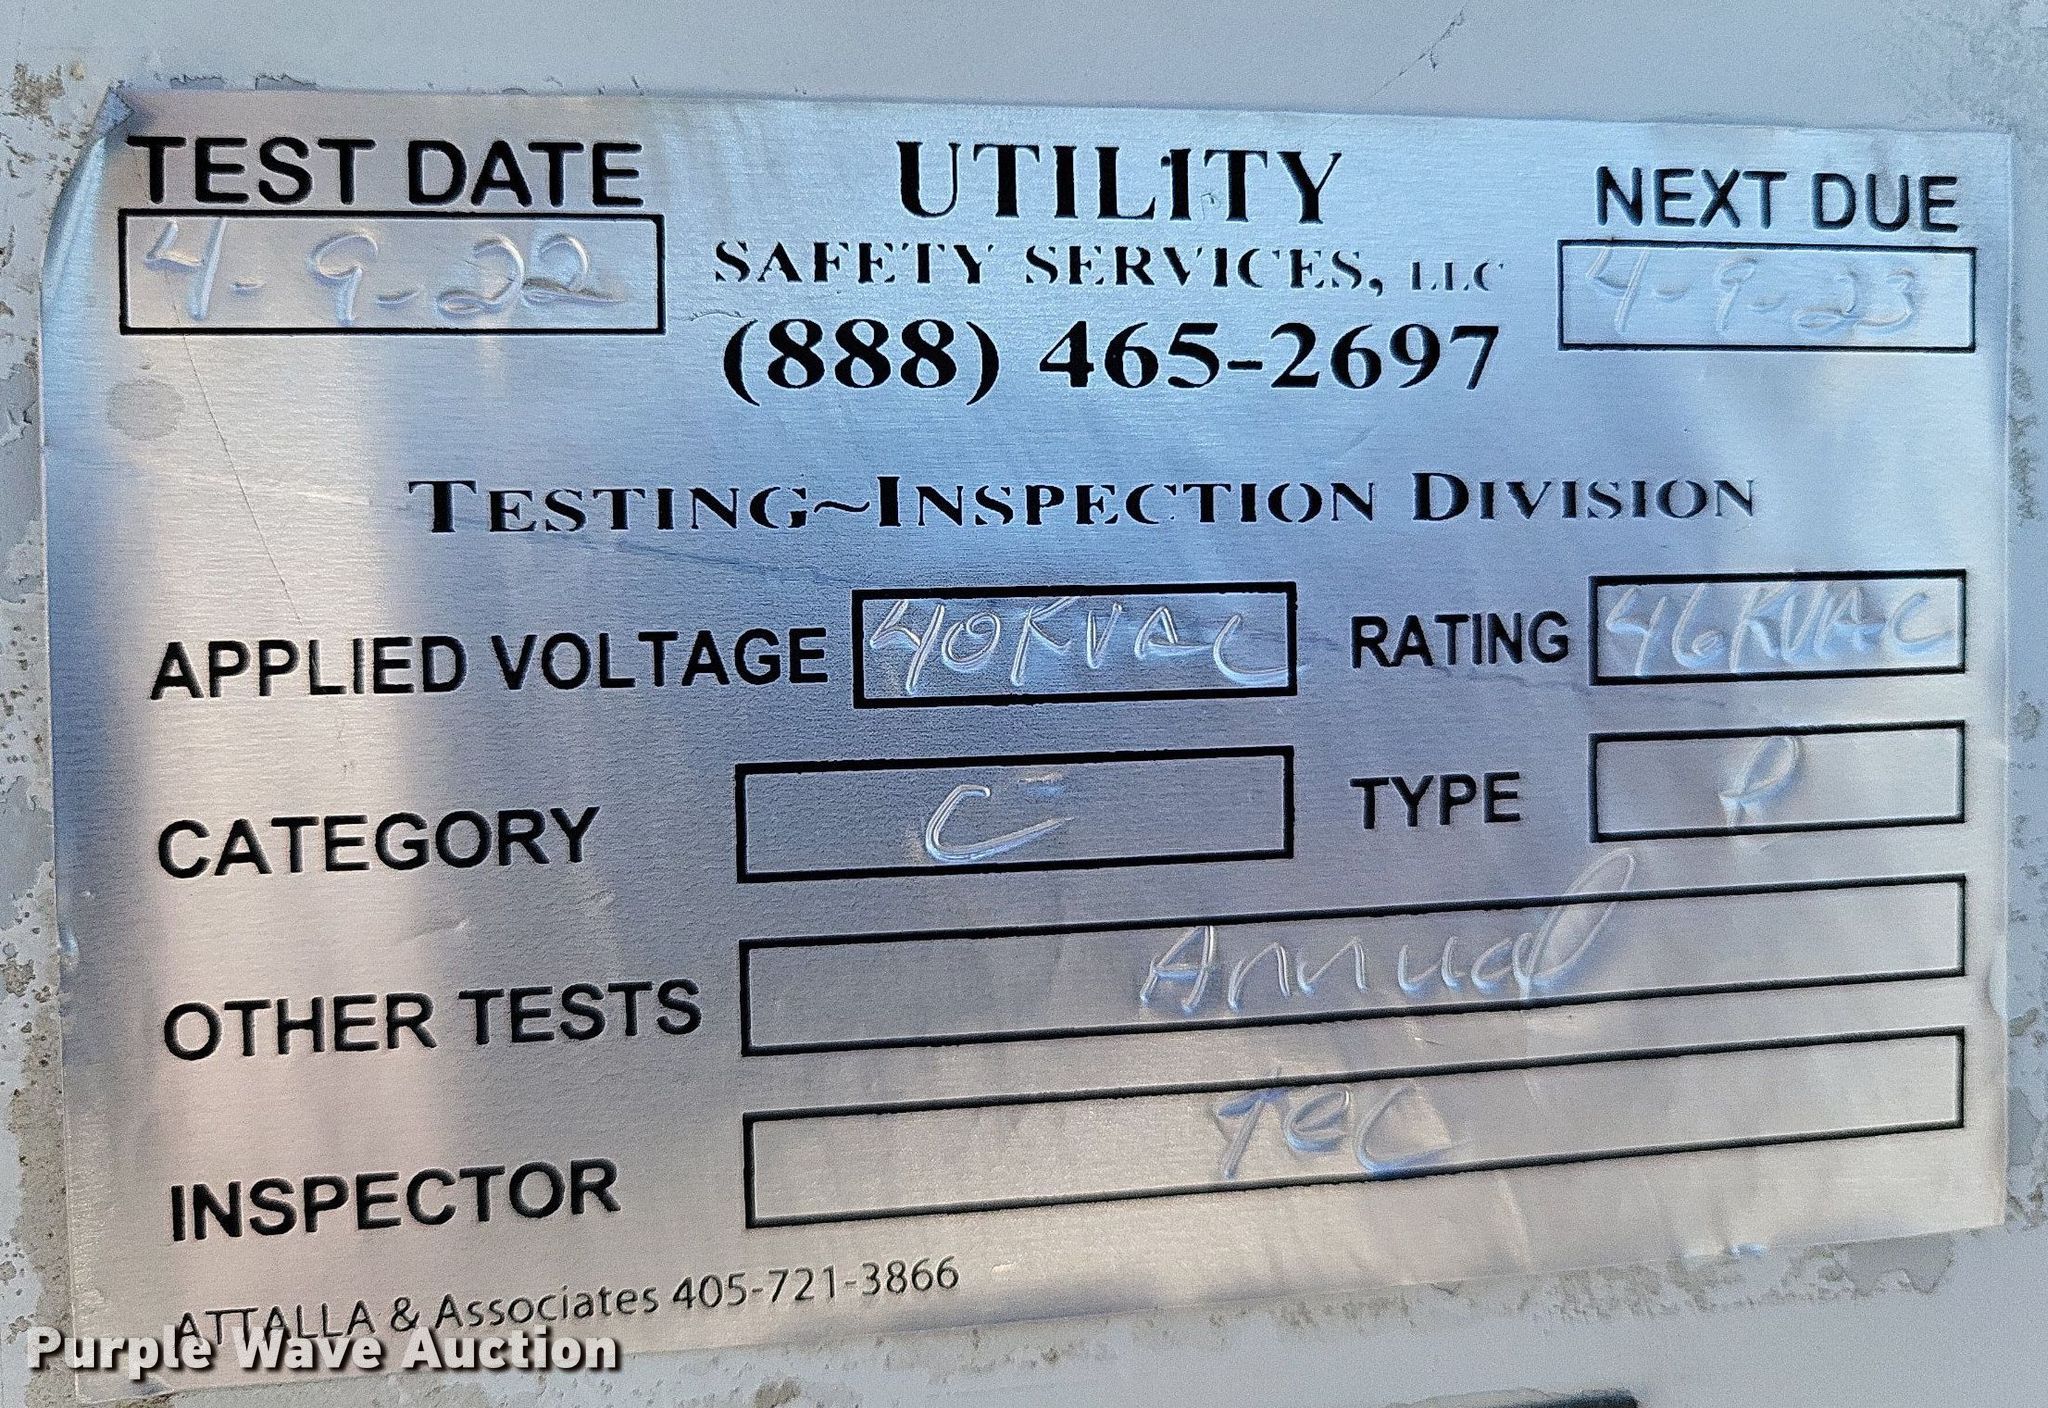 TEST DATE
4-9-22
UTILITY
SAFETY SERVICES, LLC
(888) 465-2697
NEXT DUE
4-9-23
TESTING~INSPECTION DIVISION
APPLIED VOLTAGE 40KVAC RATING 46KVAC
CATEGORY C TYPE
OTHER TESTS Annual
INSPECTOR tec
ATTALLA & Associates 405-721-3866
Purple Wave Auction